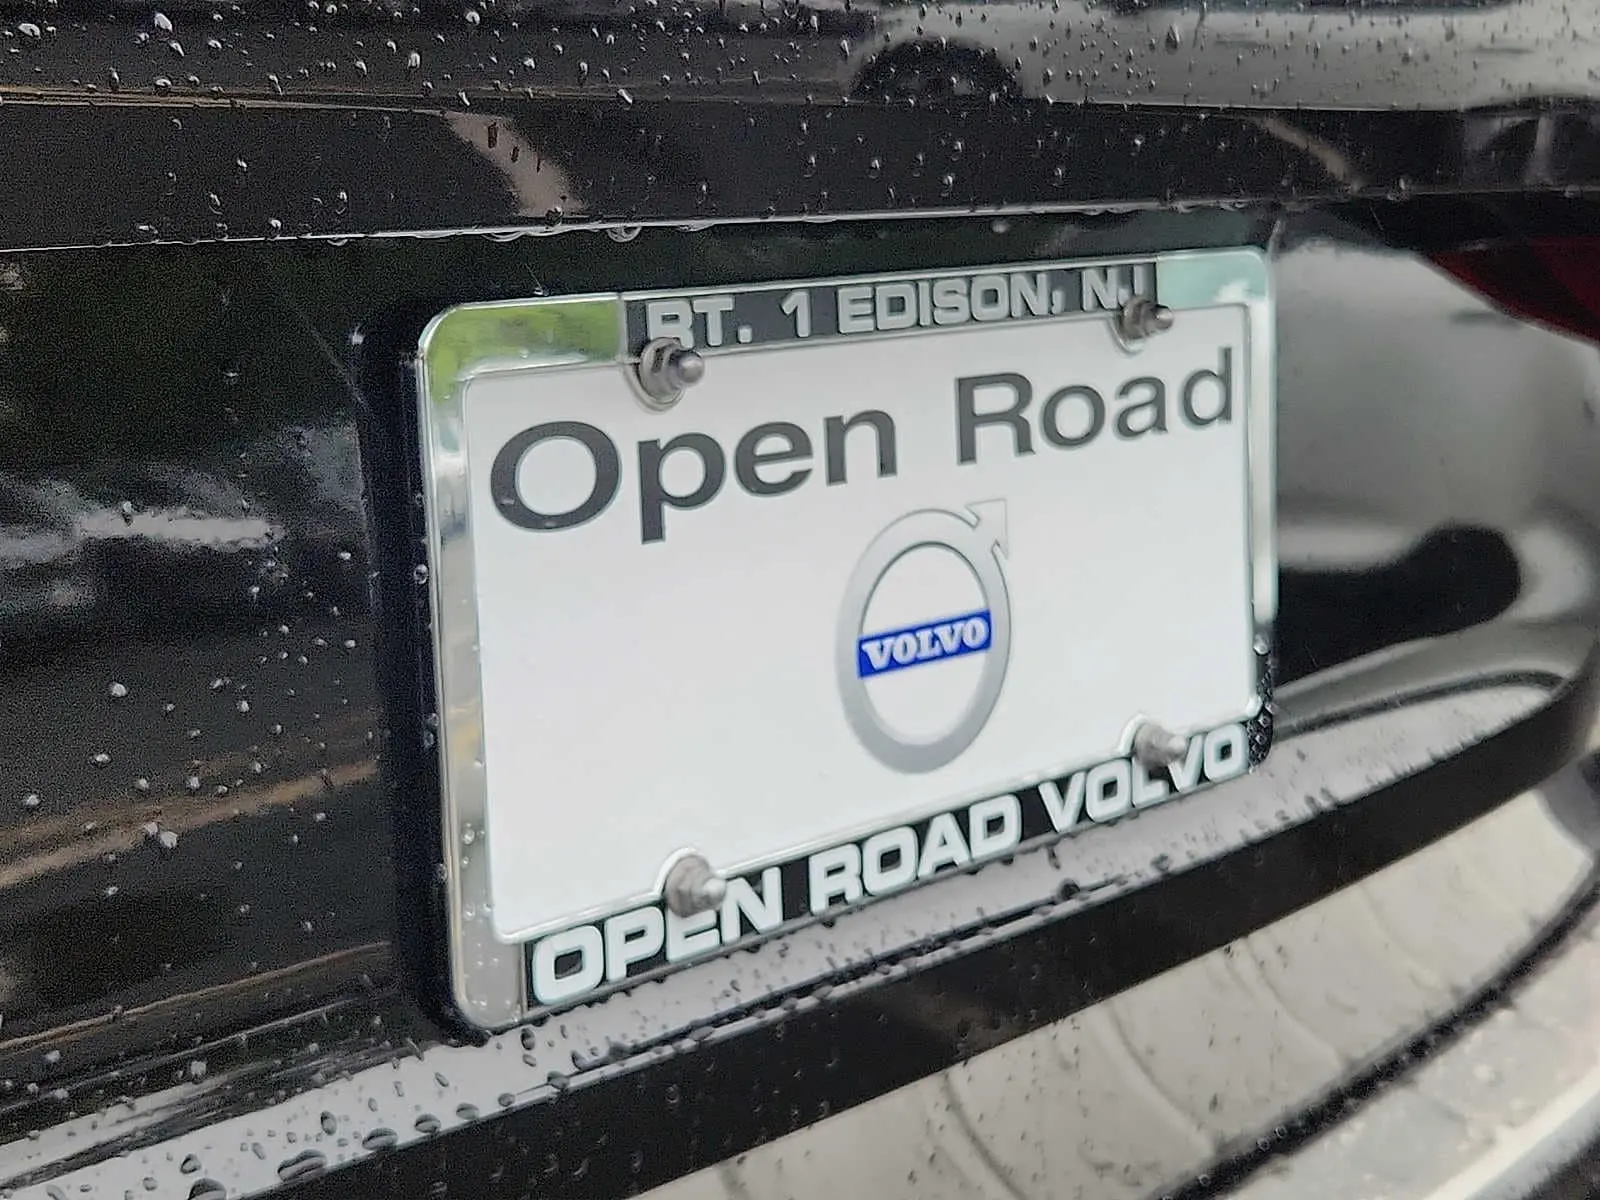 RT. 1 EDISON, NJ
Open Road
VOLVO
OPEN ROAD VOLVO